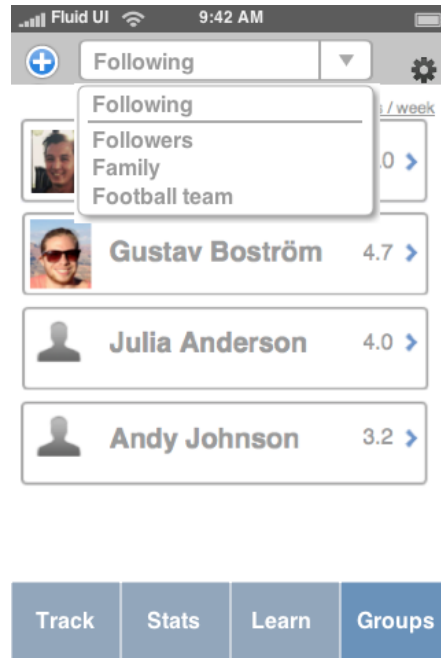 Fluid UI 9:42 AM
Following
Following
/ week
Followers
Family
.0
Football team
Gustav Boström 4.7
Julia Anderson 4.0
Andy Johnson 3.2
Track Stats Learn Groups